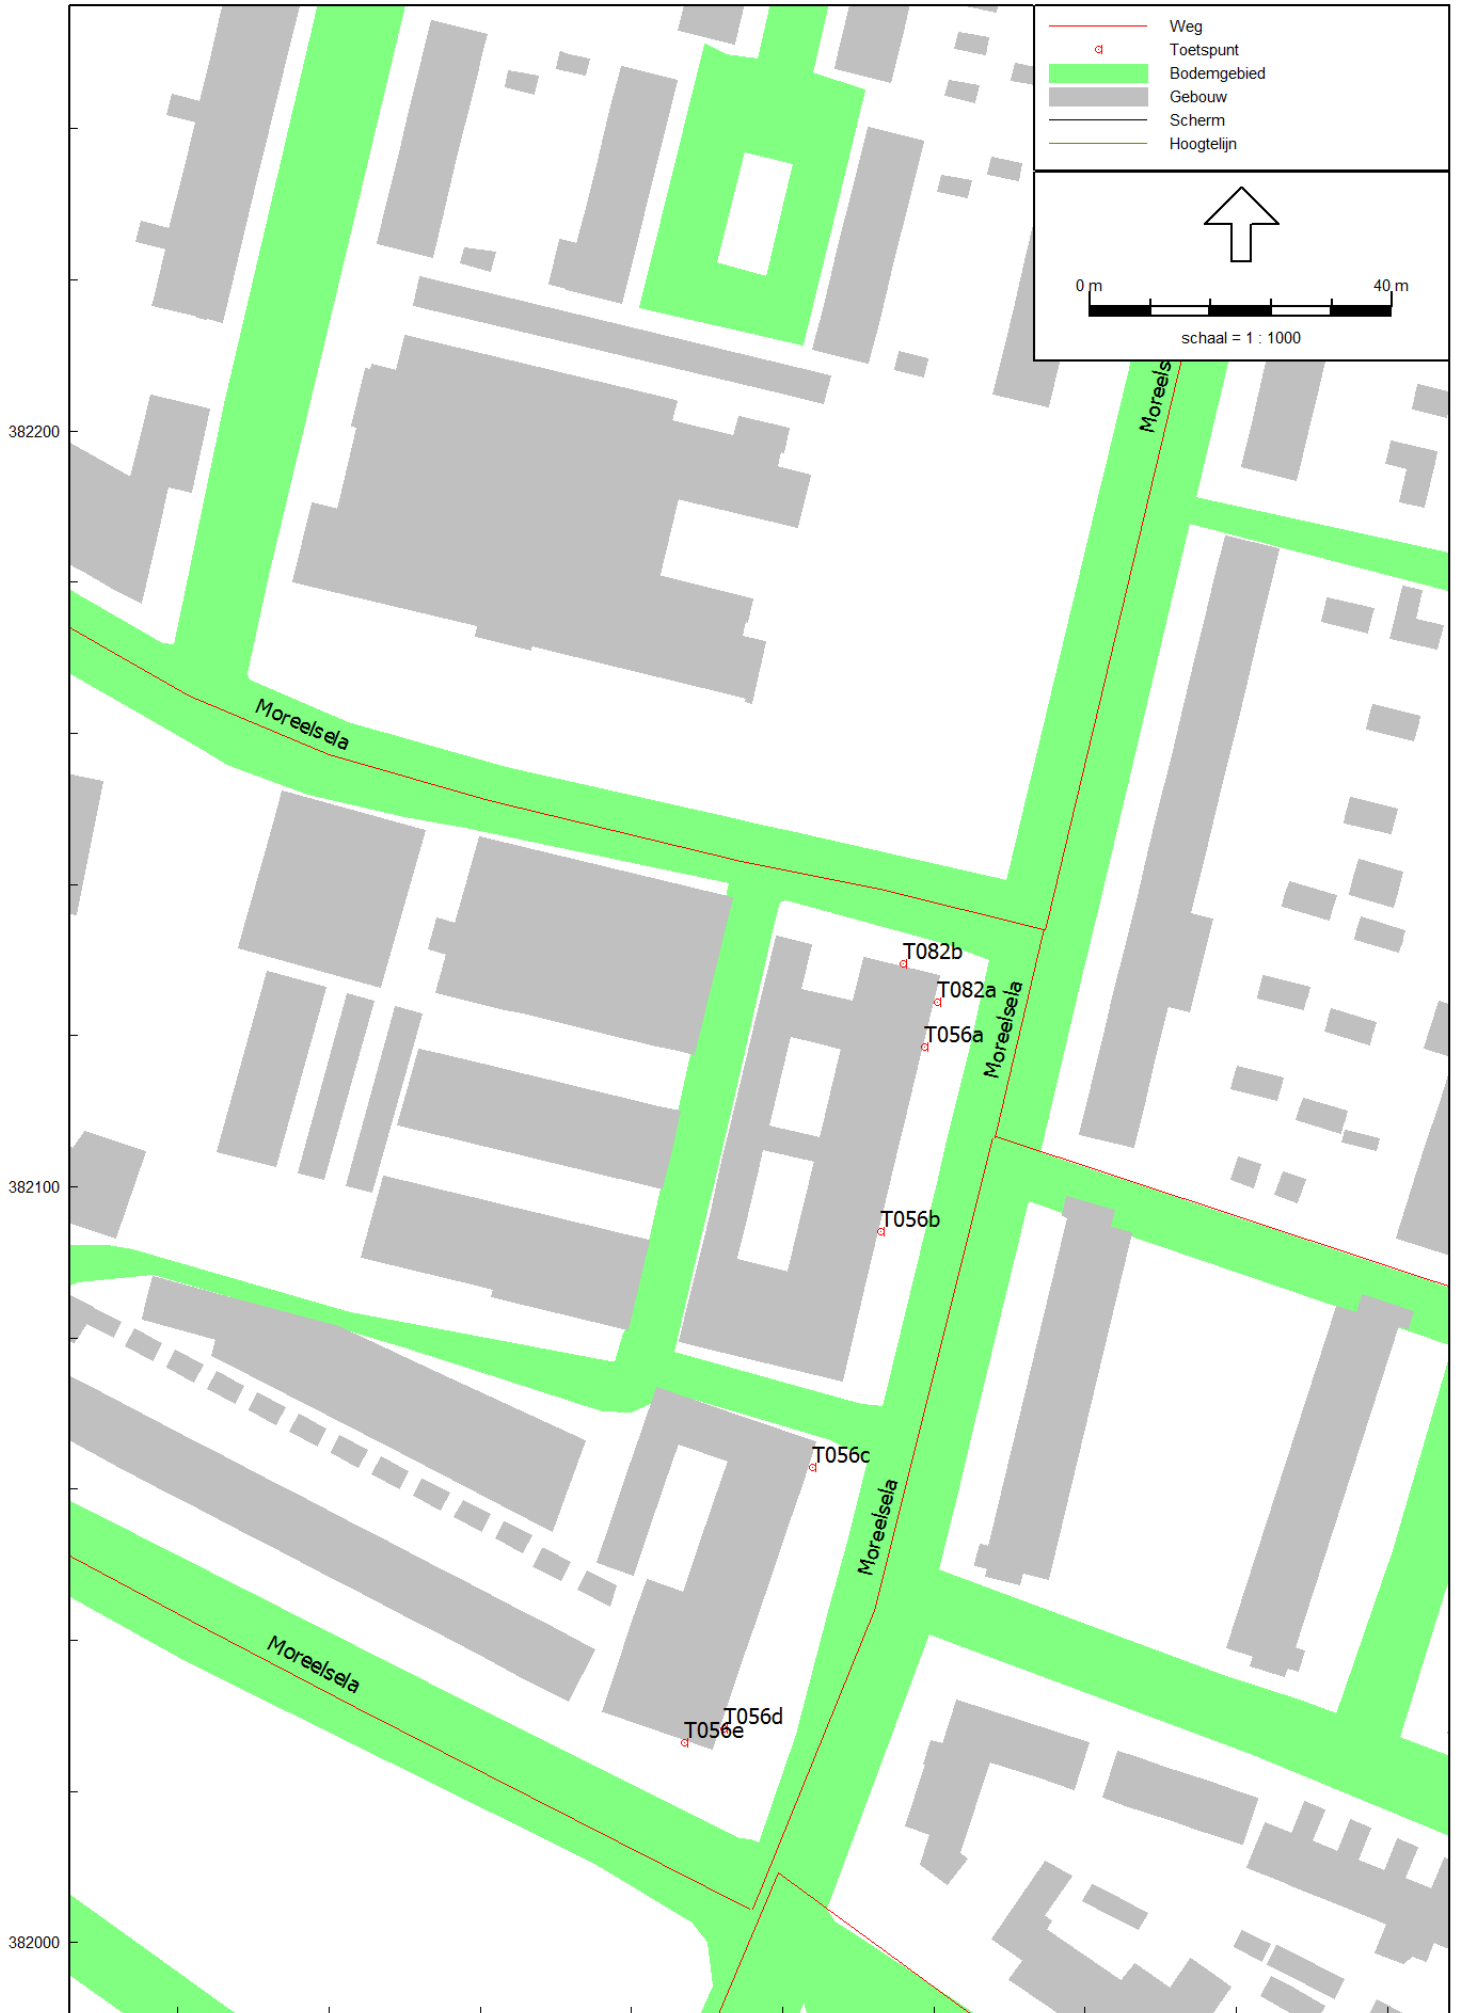 Weg
Toetspunt
Bodemgebied
Gebouw
Scherm
Hoogtelijn
0 m 40 m
schaal = 1 : 1000
Moreels
382200
Moreelsela
T082b
T082a
T056a
Moreelsela
382100
T056b
T056c
Moreelsela
Moreelsela
T056d
T056e
382000